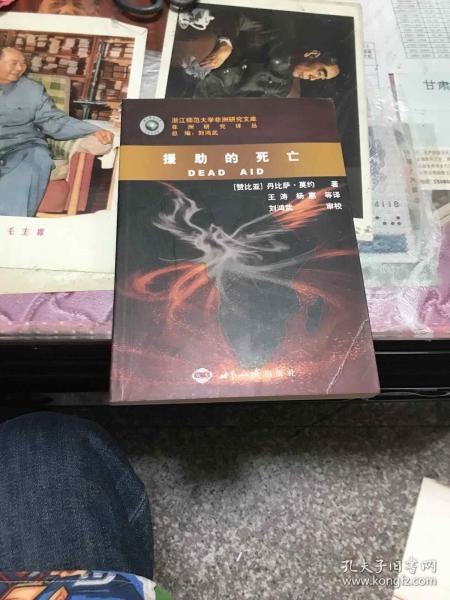 毛主席
甘肃
4118
浙江师范大学非洲研究文库
非洲研究译丛
总编:刘鸿武
援助的死亡
DEAD AID
[赞比亚] 丹比萨·莫约 著
王涛 杨惠 等译
刘鸿武 审校
世界知识出版社
孔夫子旧书网
www.kongfz.com